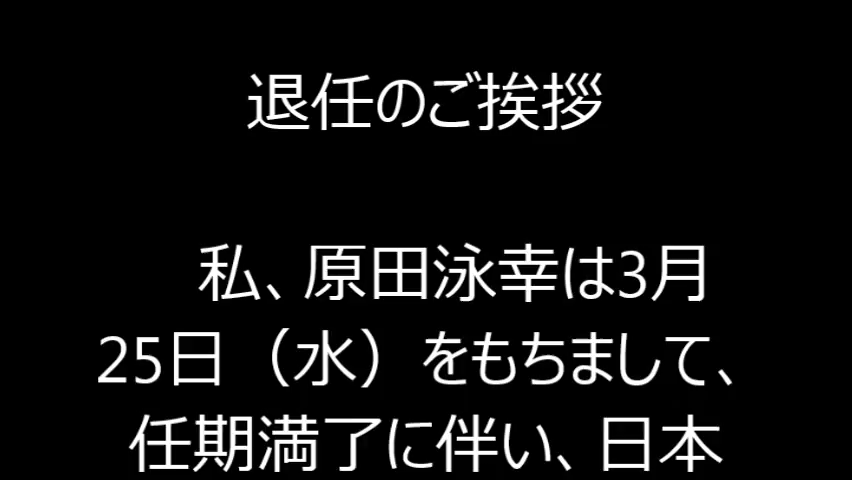 退任のご挨拶
私、原田泳幸は3月
25日（水）をもちまして、
任期満了に伴い、日本